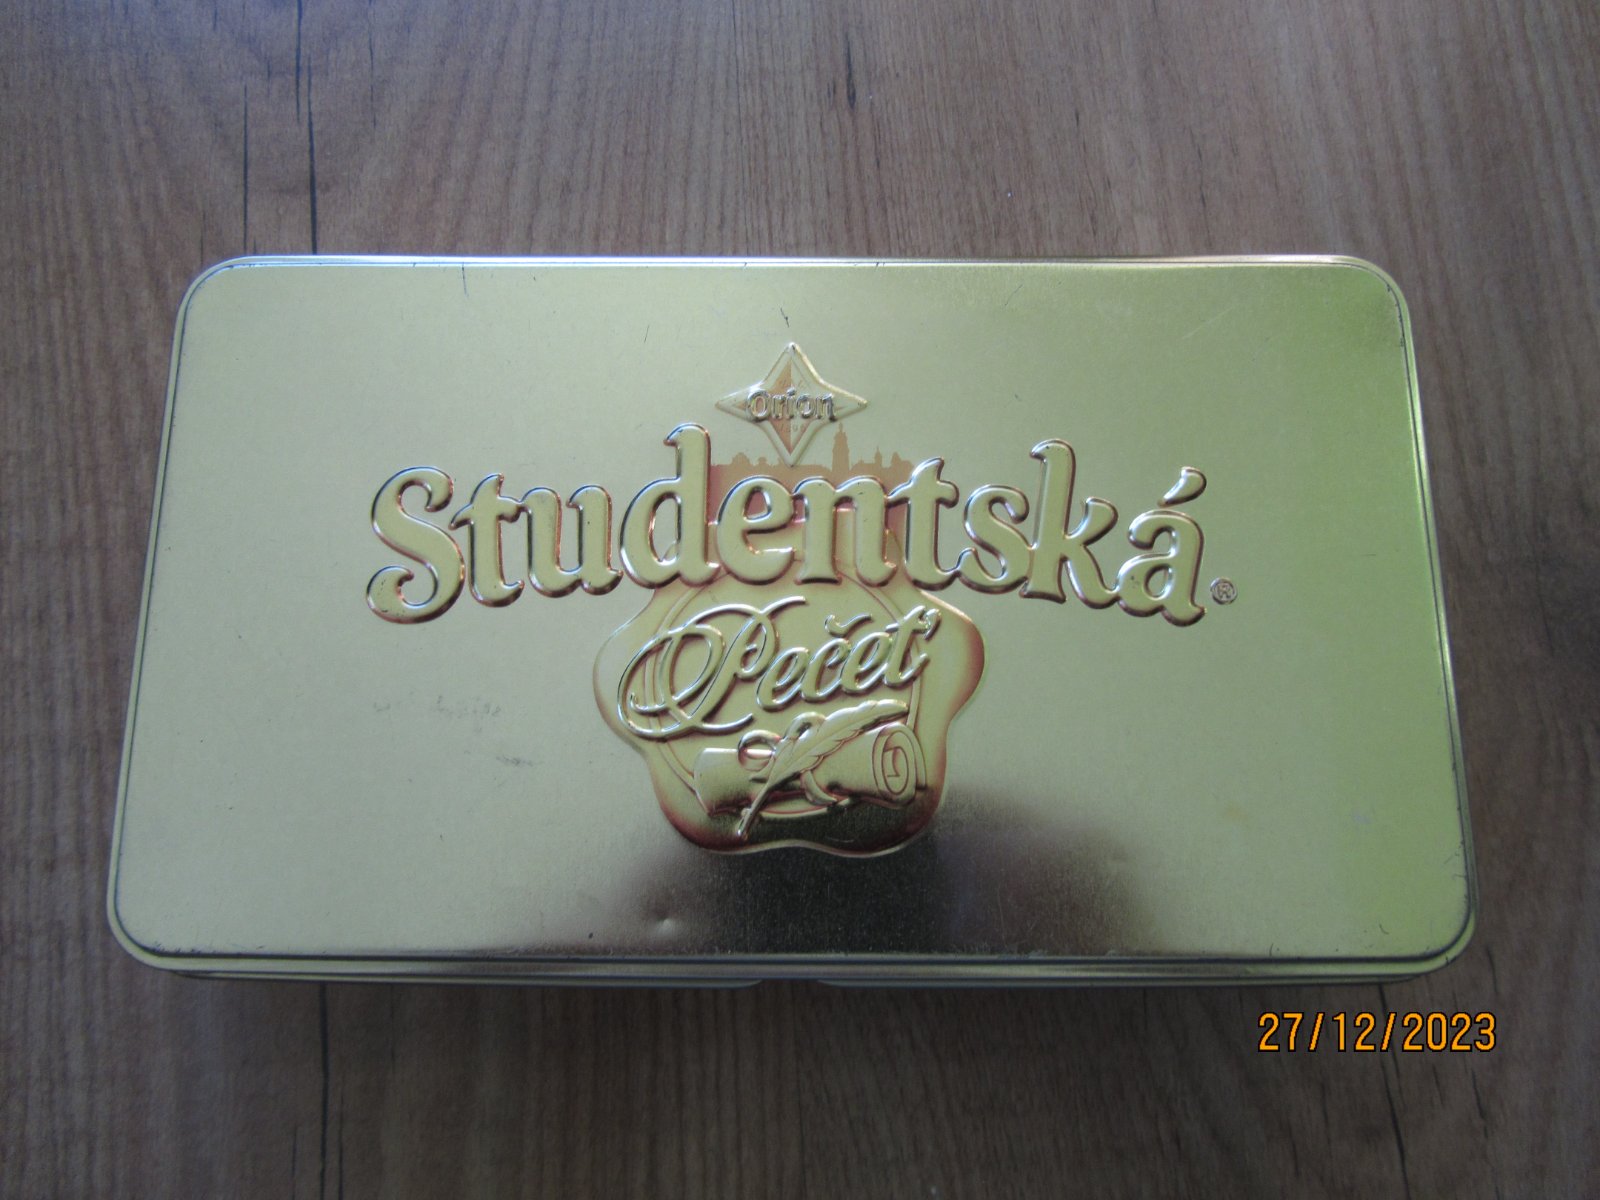 Orion
Studentská®
Pečeť
27/12/2023